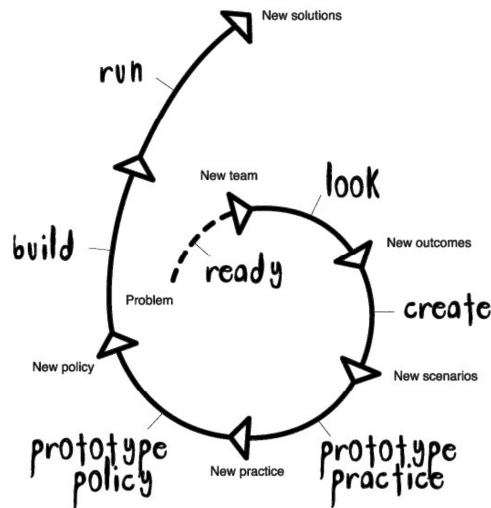 New solutions
run
New team
look
build
ready
New outcomes
Problem
create
New policy
New scenarios
prototype
policy
New practice
prototype
practice